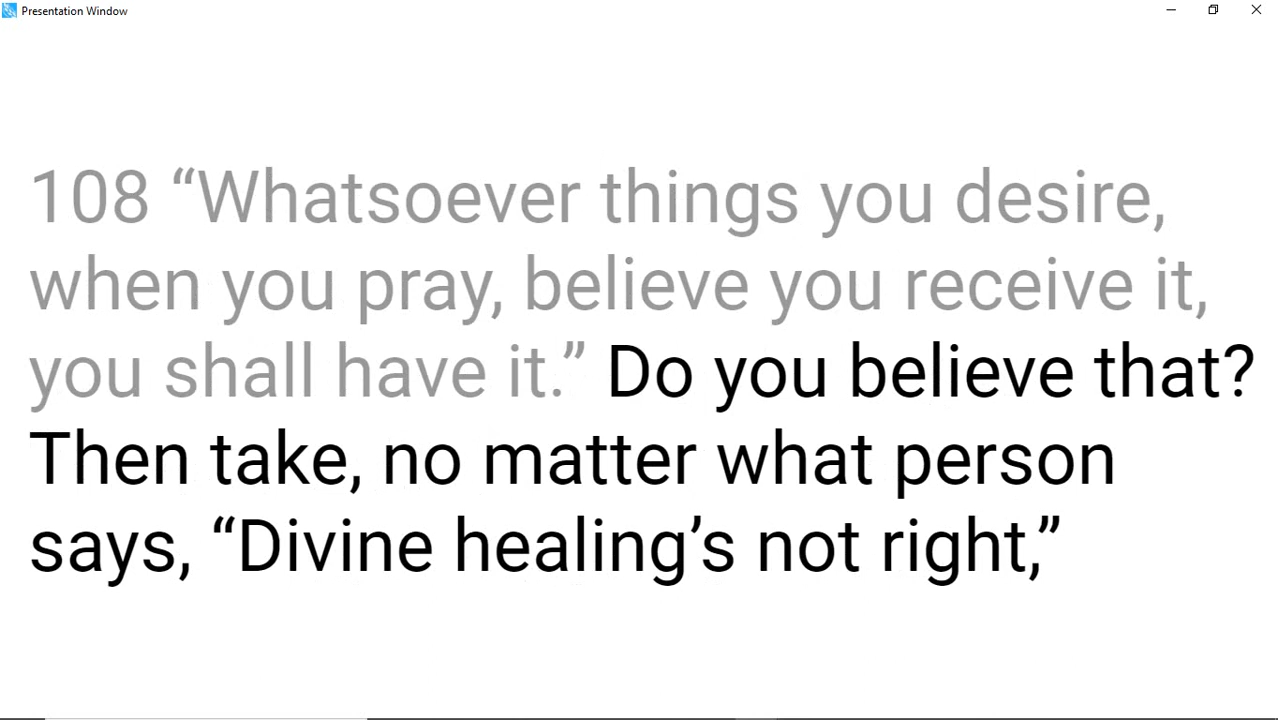 Presentation Window
108 “Whatsoever things you desire,
when you pray, believe you receive it,
you shall have it.” Do you believe that?
Then take, no matter what person
says, “Divine healing’s not right,”